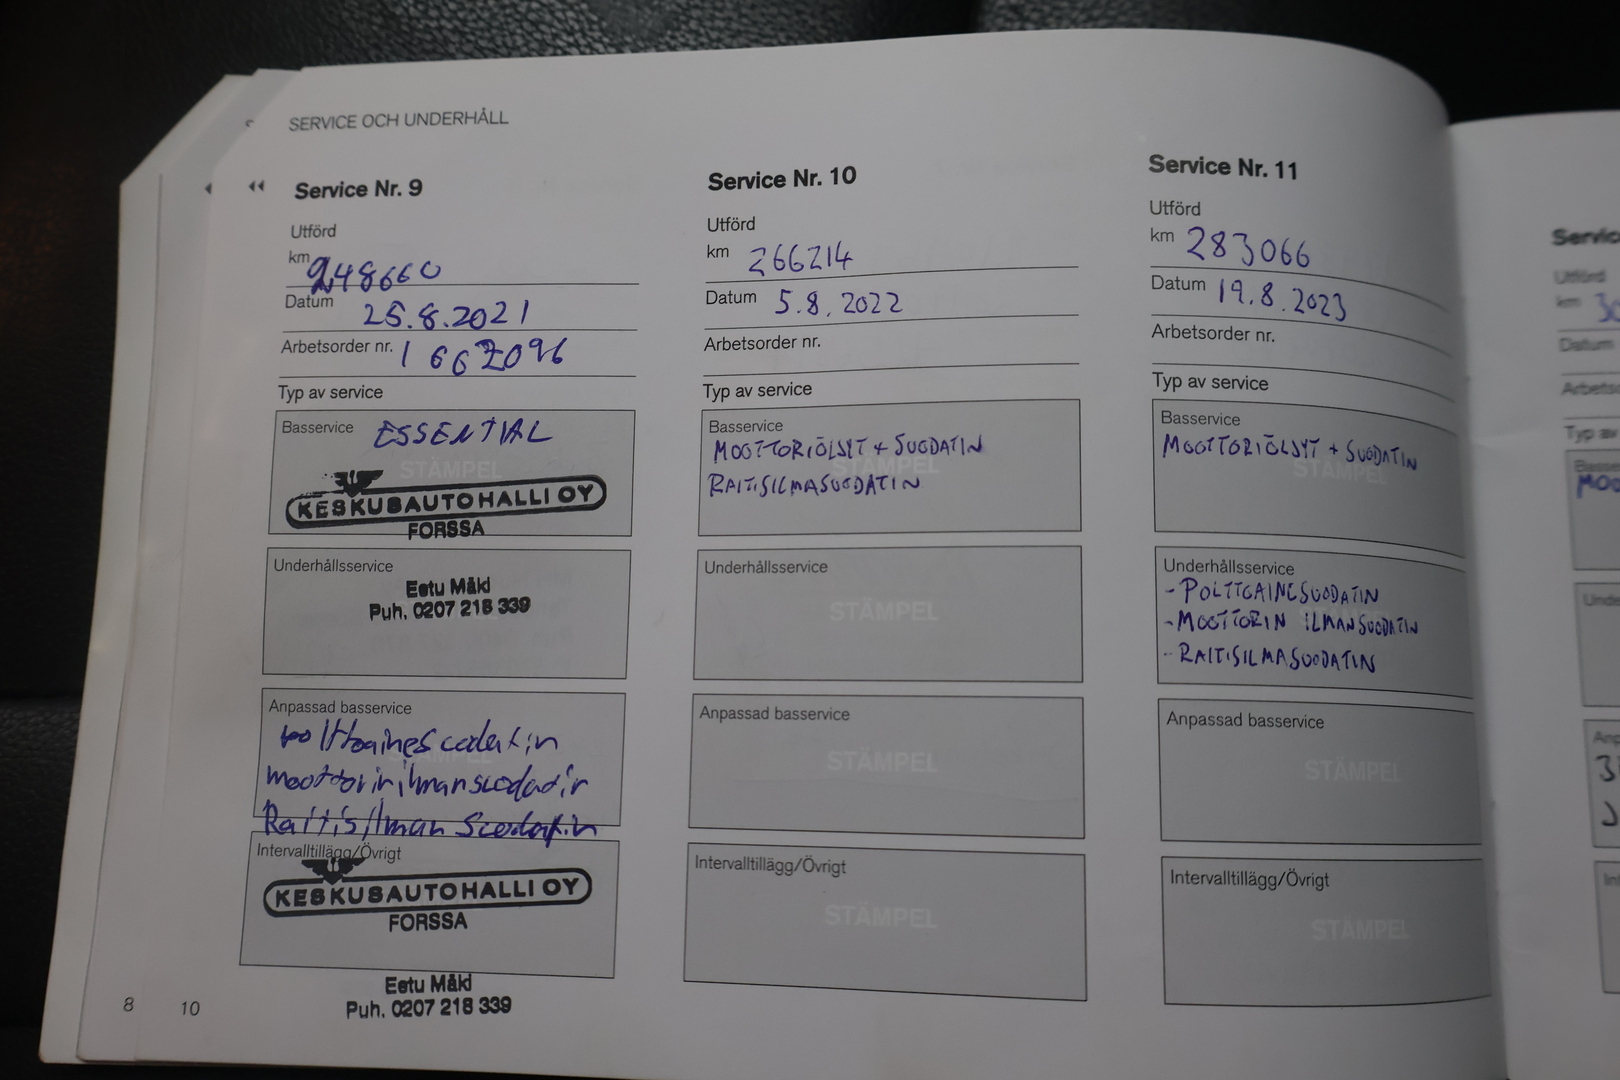 SERVICE OCH UNDERHÅLL
Service Nr. 9
Utförd
km 248660
Datum 25.8.2021
Arbetsorder nr. 1667096
Typ av service
Basservice ESSENTIAL
STÄMPEL
KESKUSAUTOHALLI OY
FORSSA
Underhållsservice
Eetu Mäki
Puh. 0207 218 339
Anpassad basservice
polttoainesuodatin
moottorinilmansuodatin
Raitisilman suodatin
Intervalltillägg/Övrigt
KESKUSAUTOHALLI OY
FORSSA
Eetu Mäki
Puh. 0207 218 339
8
10
Service Nr. 10
Utförd
km 266214
Datum 5.8.2022
Arbetsorder nr.
Typ av service
Basservice
MOOTTORIÖLJYT + SUODATIN
STÄMPEL
RAITISILMASUODATIN
Underhållsservice
STÄMPEL
Anpassad basservice
STÄMPEL
Intervalltillägg/Övrigt
STÄMPEL
Service Nr. 11
Utförd
km 283066
Datum 19.8.2023
Arbetsorder nr.
Typ av service
Basservice
MOOTTORIÖLJYT + SUODATIN
STÄMPEL
Underhållsservice
- POLTTOAINESUODATIN
- MOOTTORIN ILMANSUODATIN
- RAITISILMASUODATIN
Anpassad basservice
STÄMPEL
Intervalltillägg/Övrigt
STÄMPEL
Utförd
km
Datum